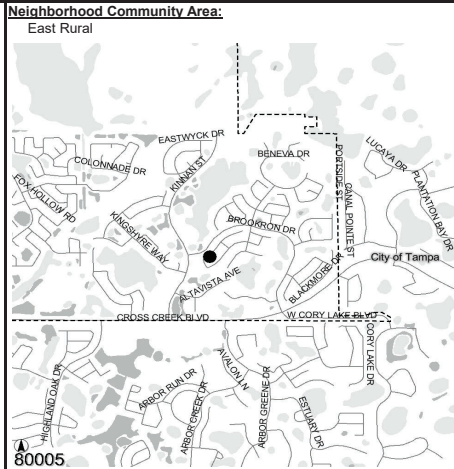 Neighborhood Community Area:
East Rural
EASTWYCK DR
COLONNADE DR
KINNAN ST
BENEVA DR
LUCAYA DR
PORTSIDE ST
CANAL POINTE ST
PLANTATION BAY DR
FOX HOLLOW RD
KINGSHYRE WAY
BROOKRON DR
City of Tampa
ALTAVISTA AVE
BLACKMORE DR
CROSS CREEK BLVD
W CORY LAKE BLVD
HIGHLAND OAK DR
ARBOR RUN DR
ARBOR CREEK DR
AVALON LN
ARBOR GREENE DR
ESTUARY DR
CORY LAKE DR
80005